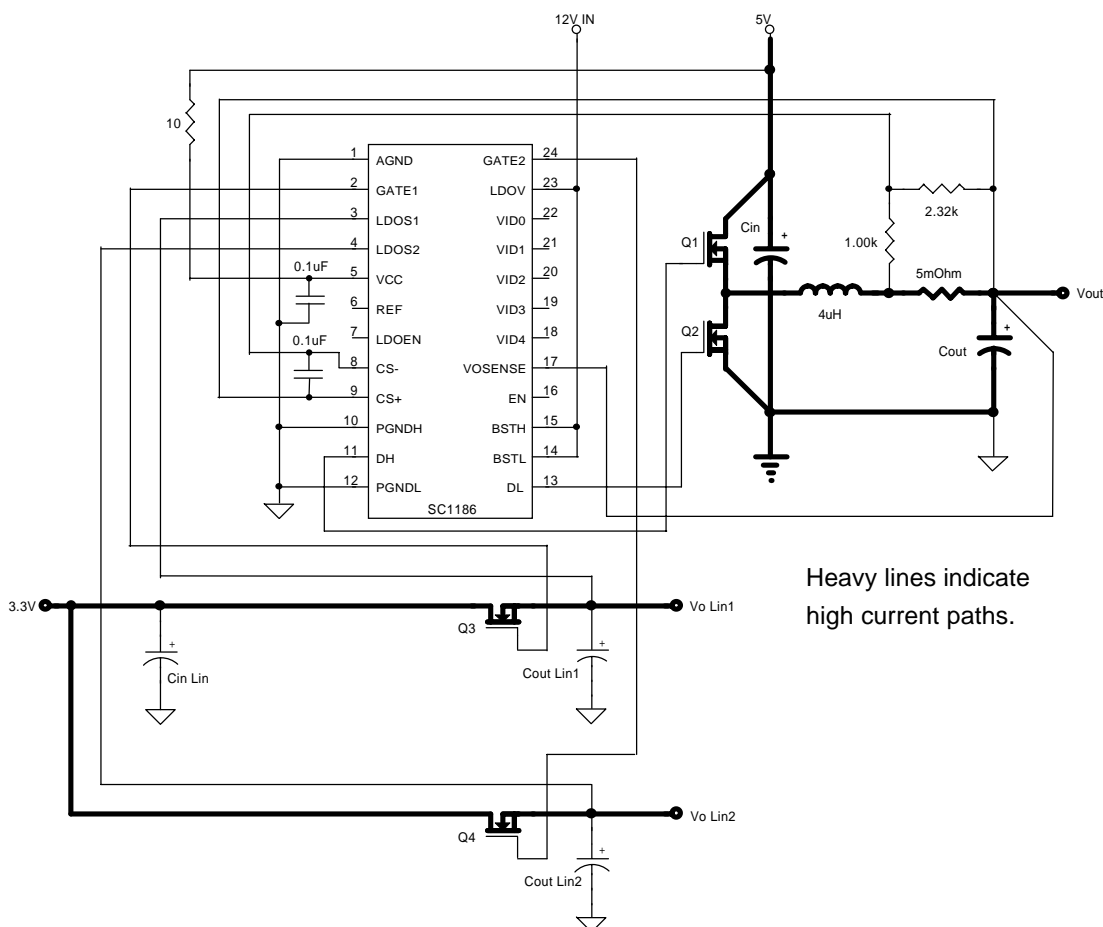 12V IN
5V
10
1 AGND GATE2 24
2 GATE1 LDOV 23
3 LDOS1 VID0 22
4 LDOS2 VID1 21
5 VCC VID2 20
6 REF VID3 19
7 LDOEN VID4 18
8 CS- VOSENSE 17
9 CS+ EN 16
10 PGNDH BSTH 15
11 DH BSTL 14
12 PGNDL DL 13
SC1186
0.1uF
0.1uF
Q1
Q2
Cin
+
1.00k
2.32k
5mOhm
4uH
Vout
+
Cout
Heavy lines indicate
high current paths.
3.3V
Q3
Vo Lin1
+
Cin Lin
+
Cout Lin1
Q4
Vo Lin2
+
Cout Lin2